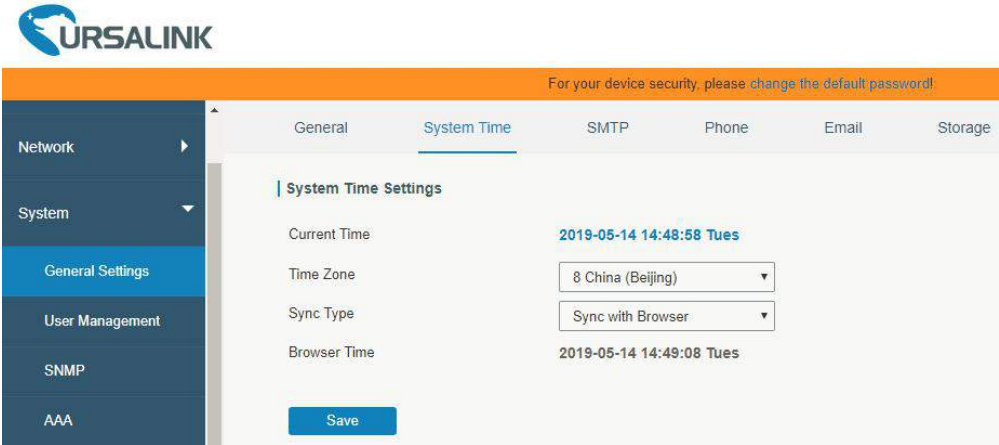 URSALINK
For your device security, please change the default password!
Network
System
General Settings
User Management
SNMP
AAA
General System Time SMTP Phone Email Storage
System Time Settings
Current Time 2019-05-14 14:48:58 Tues
Time Zone 8 China (Beijing)
Sync Type Sync with Browser
Browser Time 2019-05-14 14:49:08 Tues
Save